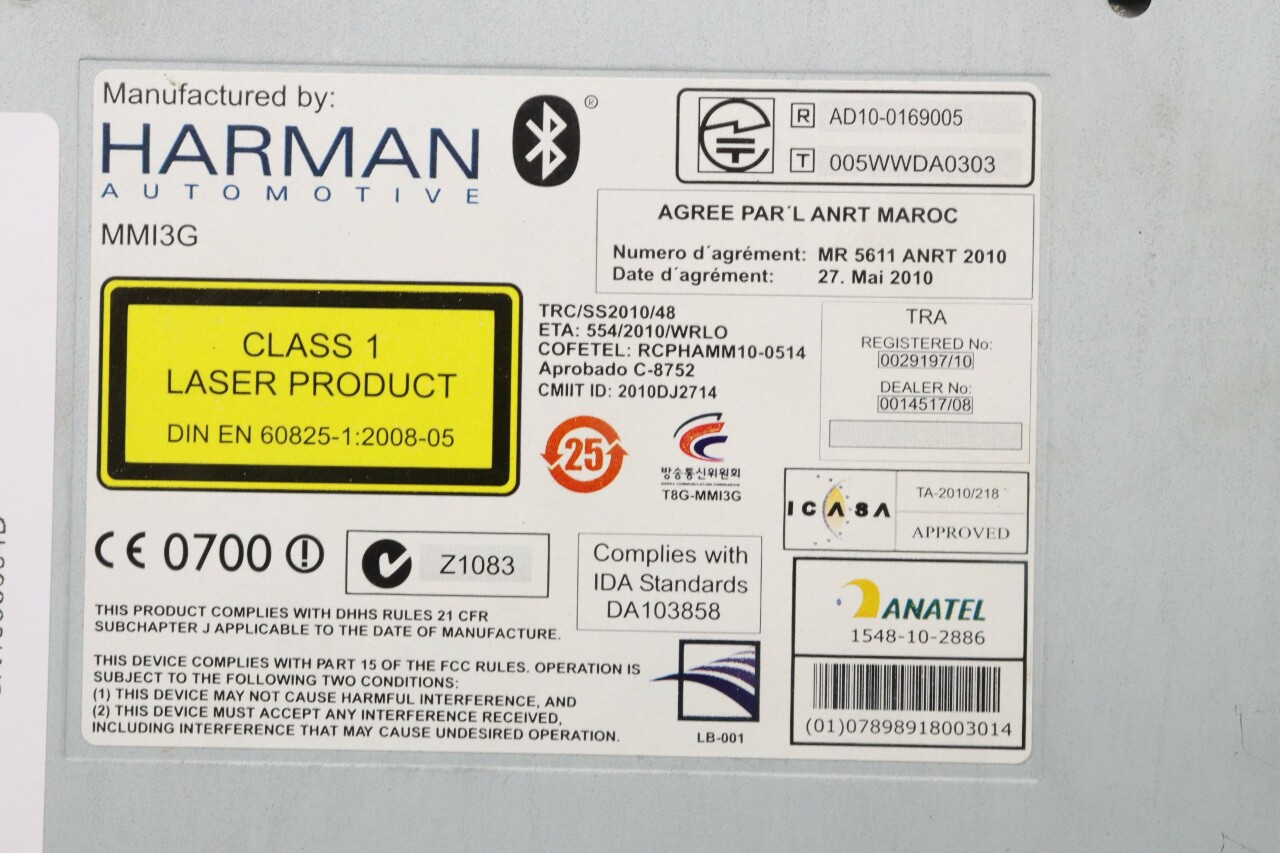 Manufactured by:
HARMAN
AUTOMOTIVE
MMI3G
®
R AD10-0169005
T 005WWDA0303
AGREE PAR´L ANRT MAROC
Numero d´agrément: MR 5611 ANRT 2010
Date d´agrément: 27. Mai 2010
CLASS 1
LASER PRODUCT
DIN EN 60825-1:2008-05
TRC/SS2010/48
ETA: 554/2010/WRLO
COFETEL: RCPHAMM10-0514
Aprobado C-8752
CMIIT ID: 2010DJ2714
TRA
REGISTERED No:
0029197/10
DEALER No:
0014517/08
25
방송통신위원회
T8G-MMI3G
ICASA
TA-2010/218
APPROVED
CE 0700
Z1083
Complies with
IDA Standards
DA103858
ANATEL
1548-10-2886
(01)07898918003014
THIS PRODUCT COMPLIES WITH DHHS RULES 21 CFR
SUBCHAPTER J APPLICABLE TO THE DATE OF MANUFACTURE.
THIS DEVICE COMPLIES WITH PART 15 OF THE FCC RULES. OPERATION IS
SUBJECT TO THE FOLLOWING TWO CONDITIONS:
(1) THIS DEVICE MAY NOT CAUSE HARMFUL INTERFERENCE, AND
(2) THIS DEVICE MUST ACCEPT ANY INTERFERENCE RECEIVED,
INCLUDING INTERFERENCE THAT MAY CAUSE UNDESIRED OPERATION.
LB-001